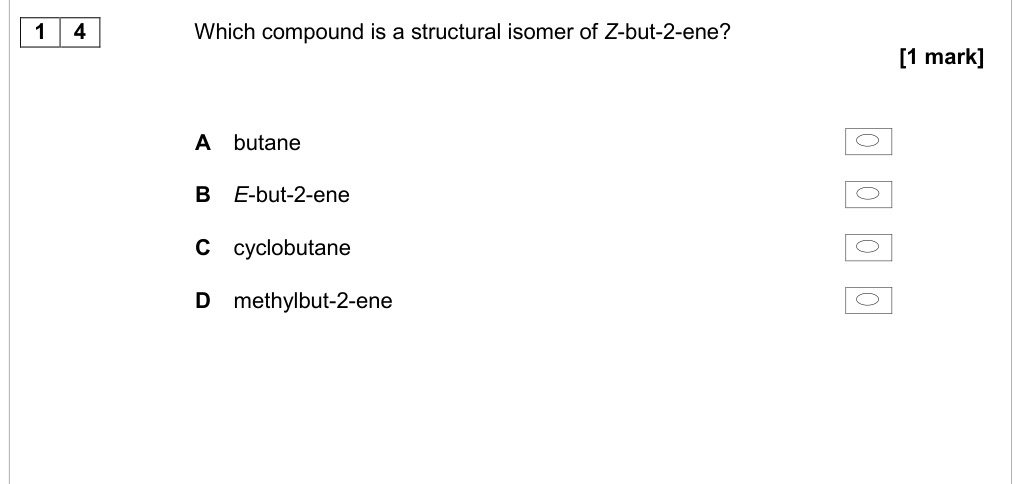 1 4 Which compound is a structural isomer of Z-but-2-ene?
[1 mark]
A butane
B E-but-2-ene
C cyclobutane
D methylbut-2-ene